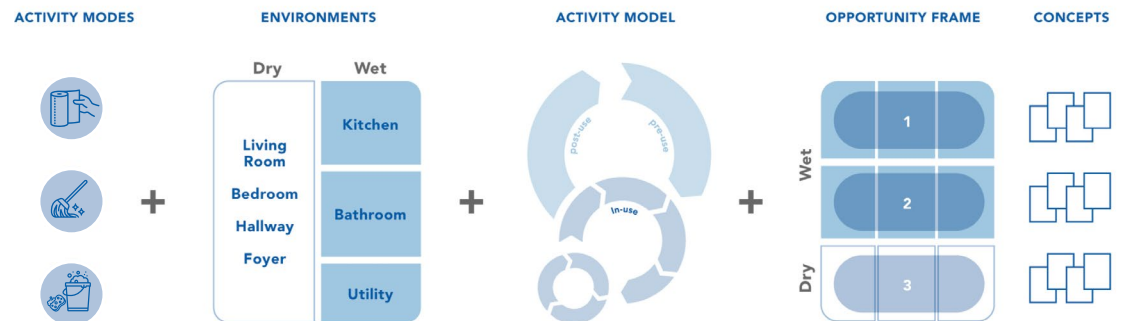 ACTIVITY MODES
ENVIRONMENTS
ACTIVITY MODEL
OPPORTUNITY FRAME
CONCEPTS
Dry
Wet
Living
Room
Bedroom
Hallway
Foyer
Kitchen
Bathroom
Utility
+
+
post-use
pre-use
In-use
+
Wet
Dry
1
2
3